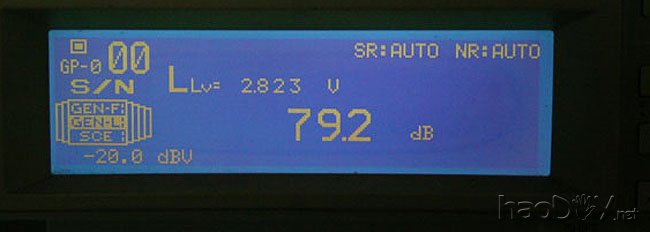 SR:AUTO NR:AUTO
GP-0 00
S/N
L Lv= 2.823 V
GEN-F:
GEN-L:
SCE :
79.2 dB
-20.0 dBV
haoDIY.net